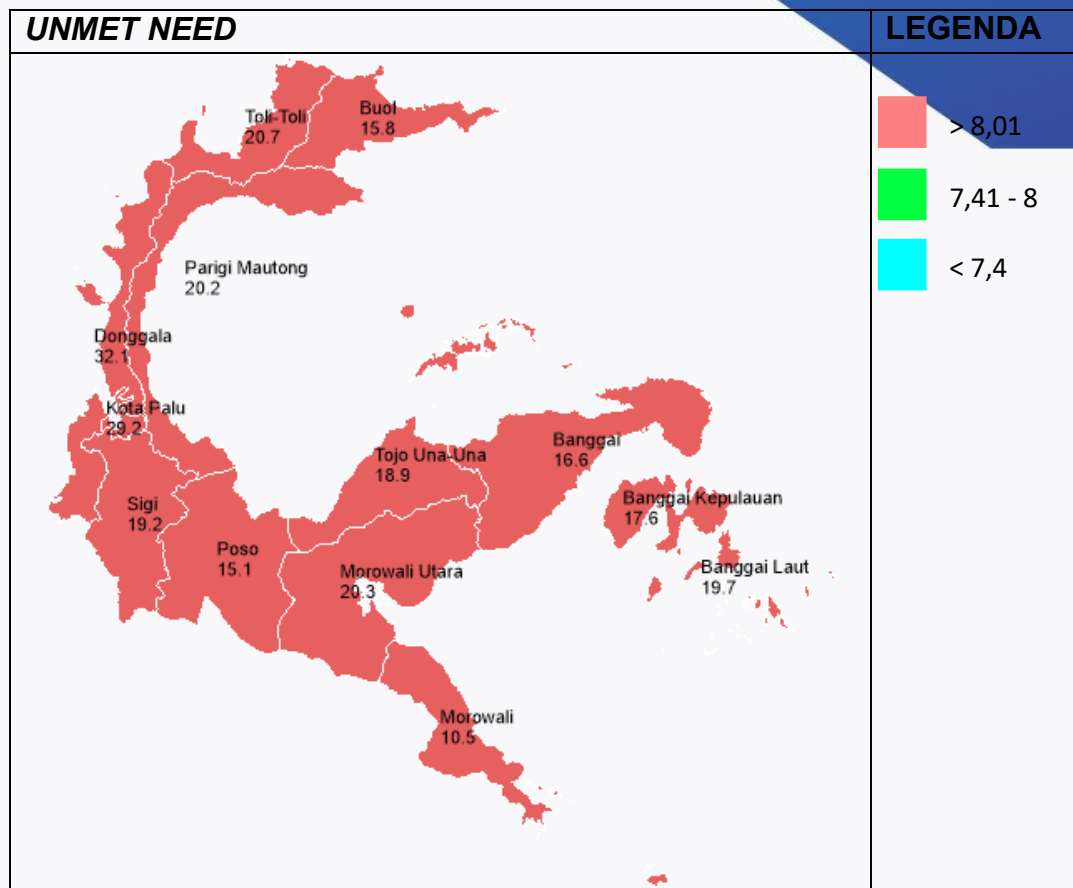 UNMET NEED
LEGENDA
> 8,01
7,41 - 8
< 7,4
Toli-Toli
20.7
Buol
15.8
Parigi Mautong
20.2
Donggala
32.1
Kota Palu
29.2
Tojo Una-Una
18.9
Banggai
16.6
Sigi
19.2
Banggai Kepulauan
17.6
Poso
15.1
Morowali Utara
20.3
Banggai Laut
19.7
Morowali
10.5